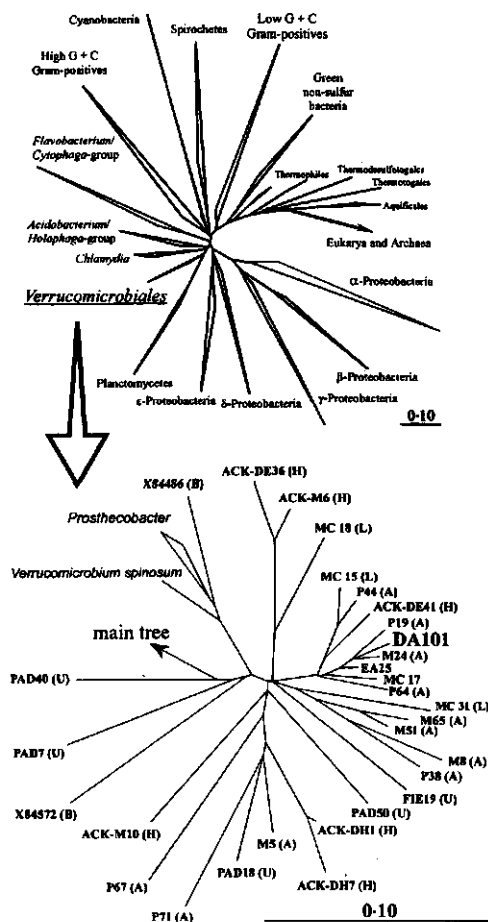 Cyanobacteria
Spirochetes
Low G + C
Gram-positives
High G + C
Gram-positives
Green
non-sulfur
bacteria
Flavobacterium/
Cytophaga-group
Thermophiles
Thermodesulfotogales
Thermotogales
Aquificales
Acidobacterium/
Holophaga-group
Eukarya and Archaea
Chlamydia
α-Proteobacteria
Verrucomicrobiales
Planctomycetes
ε-Proteobacteria
δ-Proteobacteria
γ-Proteobacteria
β-Proteobacteria
0·10
ACK-DE36 (H)
X84486 (B)
ACK-M6 (H)
Prosthecobacter
MC 18 (L)
Verrucomicrobium spinosum
MC 15 (L)
P44 (A)
ACK-DE41 (H)
P19 (A)
DA101
main tree
M24 (A)
EA25
PAD40 (U)
MC 17
P64 (A)
MC 31 (L)
M65 (A)
M51 (A)
PAD7 (U)
M8 (A)
P38 (A)
X84572 (B)
FIE19 (U)
PAD50 (U)
ACK-M10 (H)
ACK-DH1 (H)
M5 (A)
PAD18 (U)
P67 (A)
ACK-DH7 (H)
P71 (A)
0·10